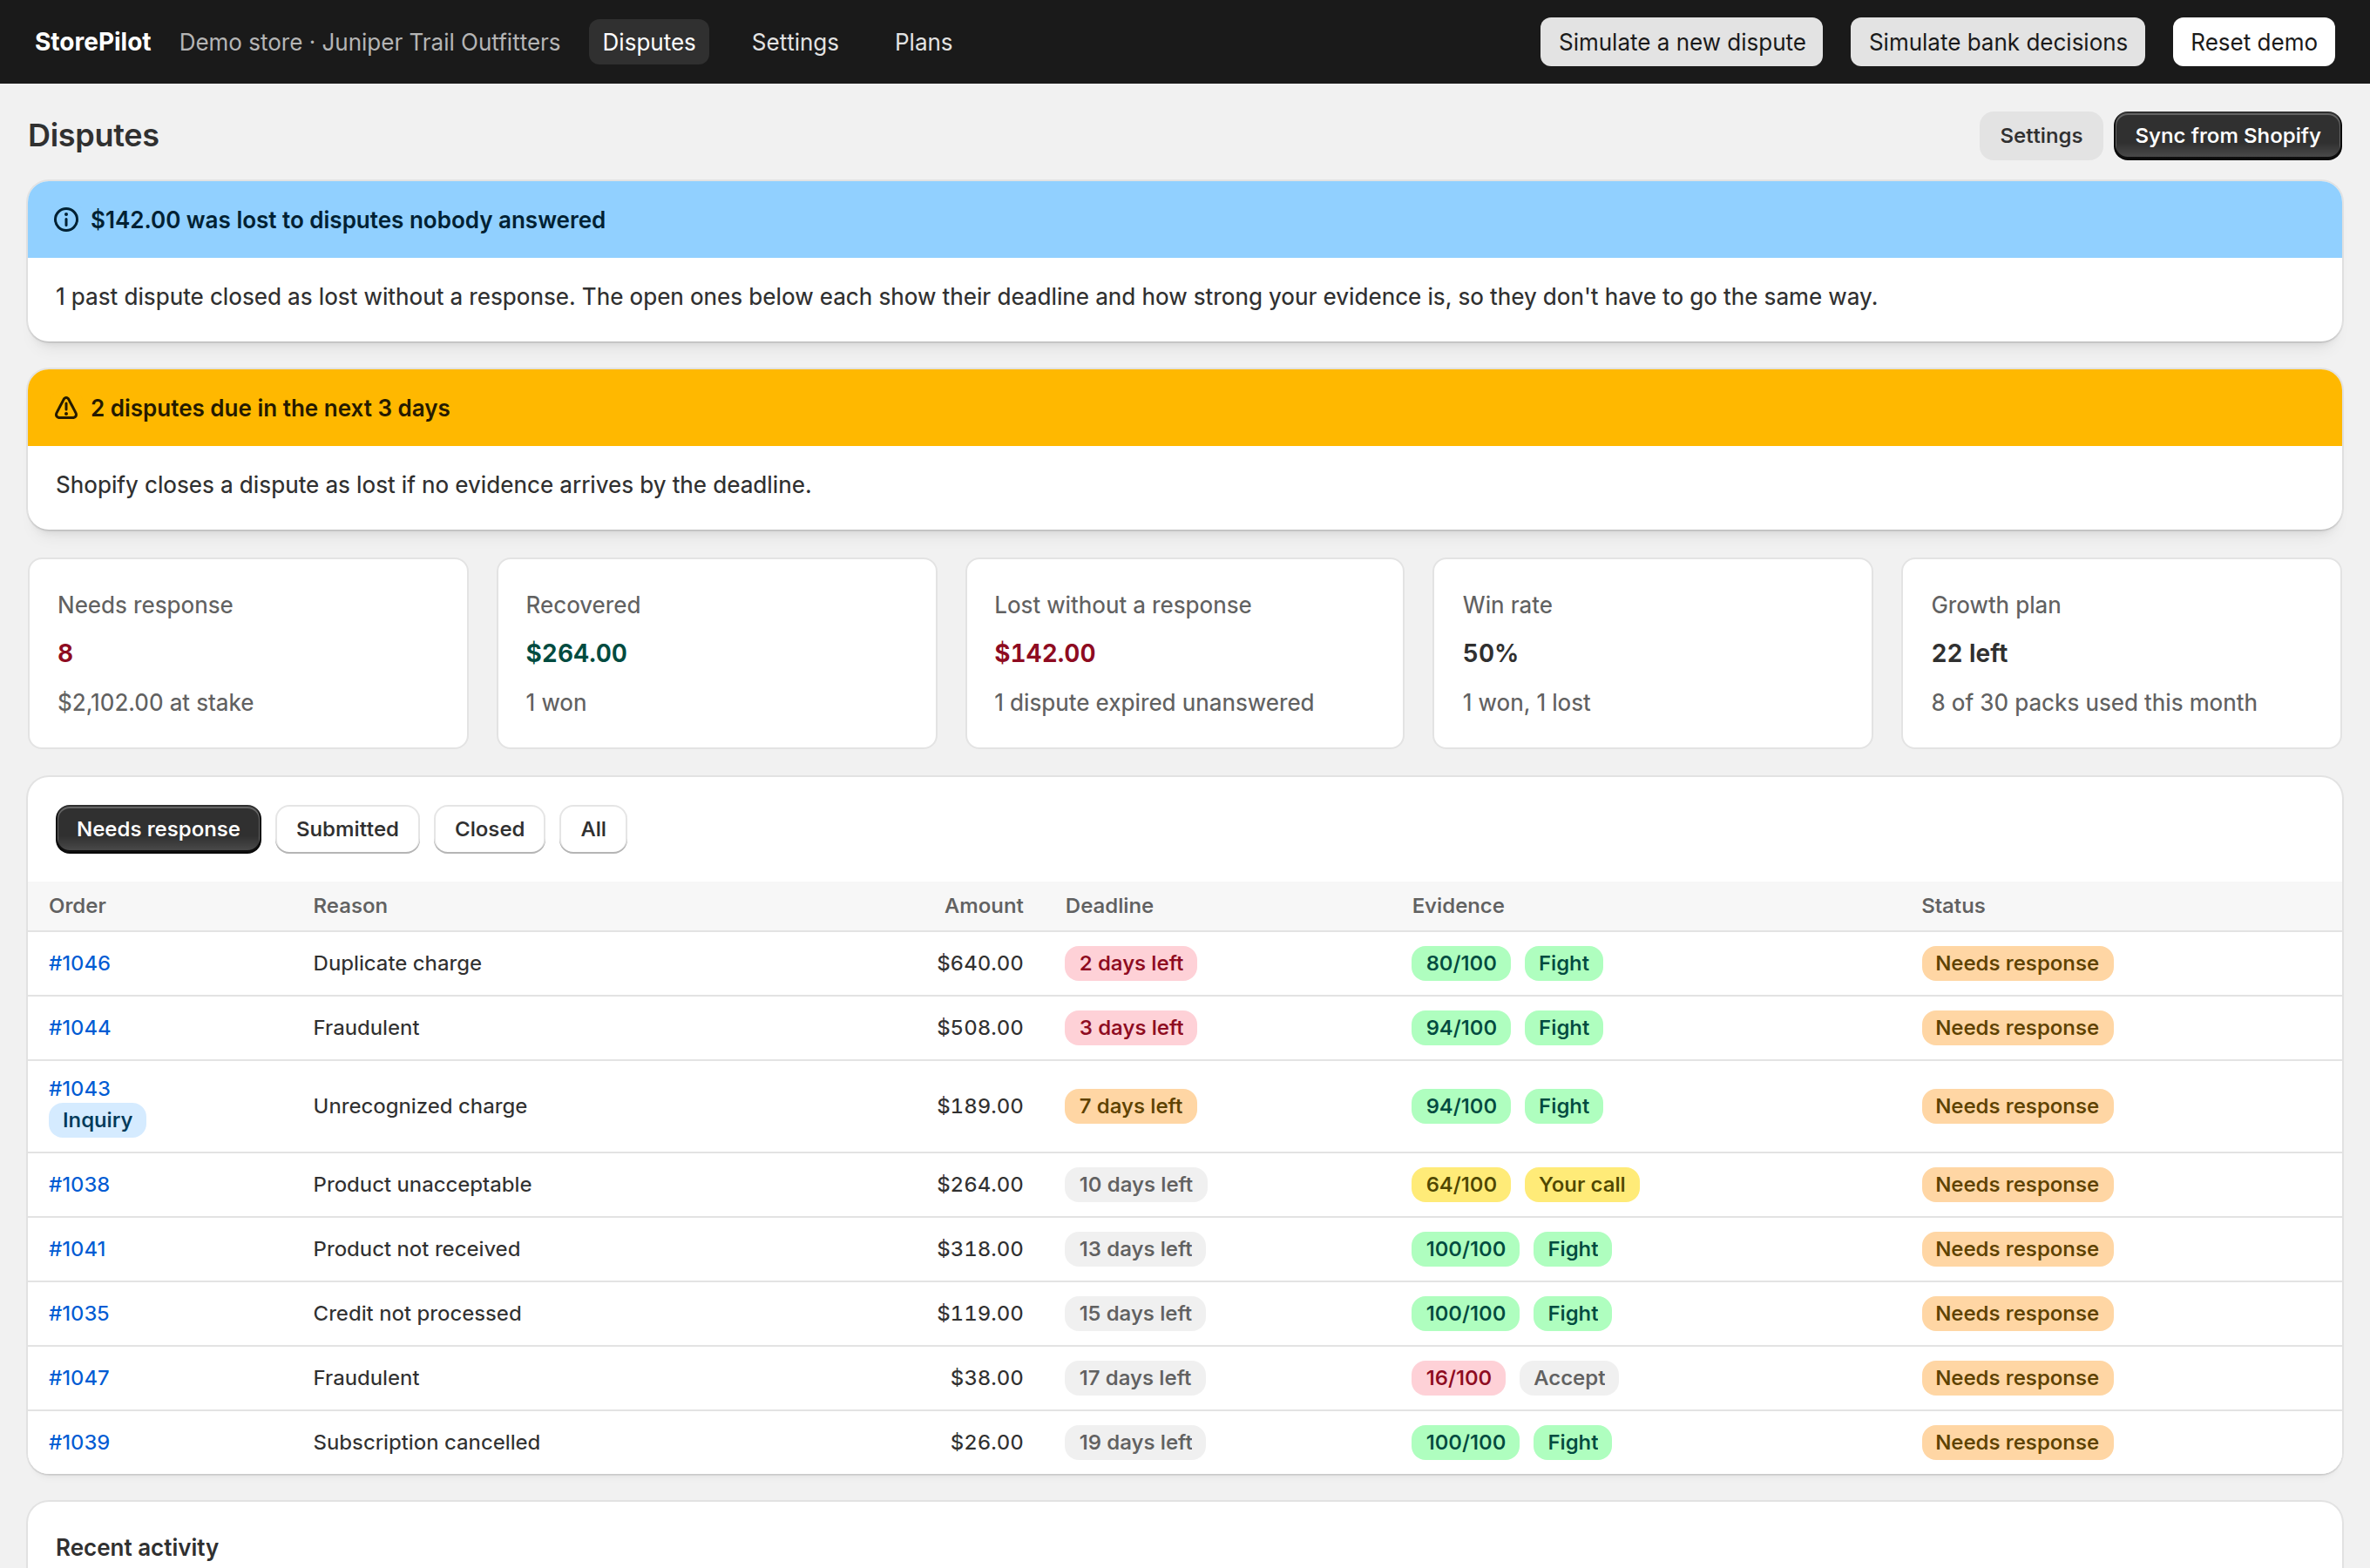 StorePilot Demo store · Juniper Trail Outfitters Disputes Settings Plans Simulate a new dispute Simulate bank decisions Reset demo
Disputes Settings Sync from Shopify
$142.00 was lost to disputes nobody answered
1 past dispute closed as lost without a response. The open ones below each show their deadline and how strong your evidence is, so they don't have to go the same way.
2 disputes due in the next 3 days
Shopify closes a dispute as lost if no evidence arrives by the deadline.
Needs response Recovered Lost without a response Win rate Growth plan
8 $264.00 $142.00 50% 22 left
$2,102.00 at stake 1 won 1 dispute expired unanswered 1 won, 1 lost 8 of 30 packs used this month
Needs response Submitted Closed All
Order Reason Amount Deadline Evidence Status
#1046 Duplicate charge $640.00 2 days left 80/100 Fight Needs response
#1044 Fraudulent $508.00 3 days left 94/100 Fight Needs response
#1043
Inquiry Unrecognized charge $189.00 7 days left 94/100 Fight Needs response
#1038 Product unacceptable $264.00 10 days left 64/100 Your call Needs response
#1041 Product not received $318.00 13 days left 100/100 Fight Needs response
#1035 Credit not processed $119.00 15 days left 100/100 Fight Needs response
#1047 Fraudulent $38.00 17 days left 16/100 Accept Needs response
#1039 Subscription cancelled $26.00 19 days left 100/100 Fight Needs response
Recent activity